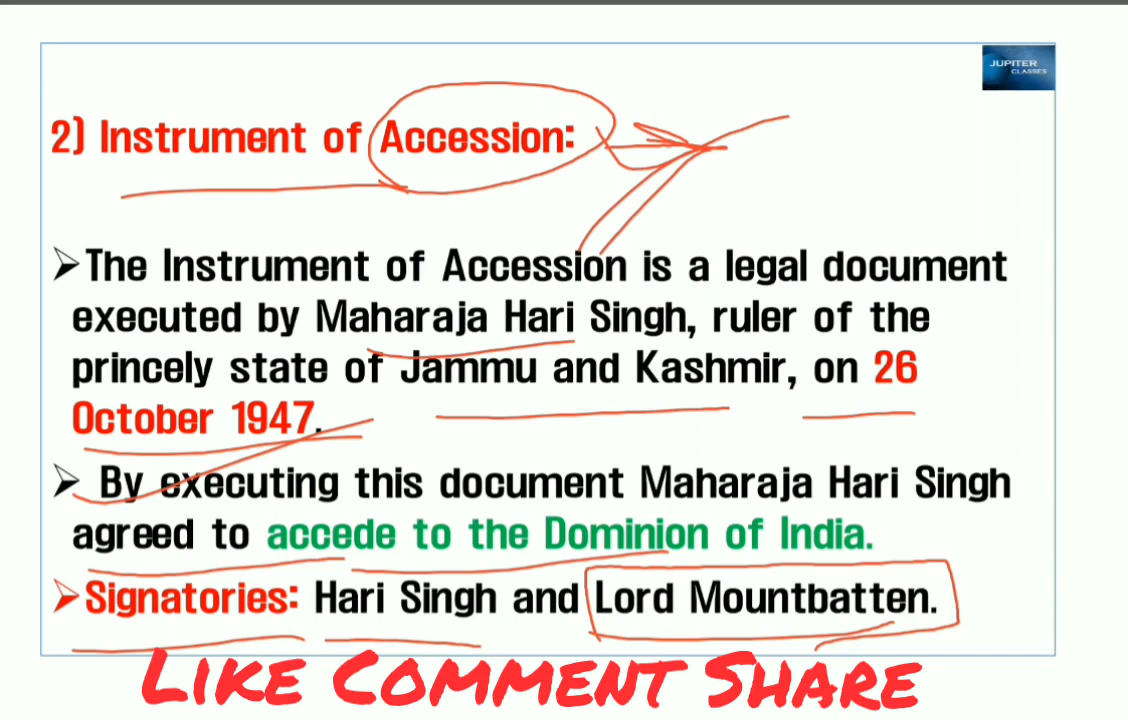 JUPITER
CLASSES
2) Instrument of Accession:
➢The Instrument of Accession is a legal document
executed by Maharaja Hari Singh, ruler of the
princely state of Jammu and Kashmir, on 26
October 1947.
➢ By executing this document Maharaja Hari Singh
agreed to accede to the Dominion of India.
➢Signatories: Hari Singh and Lord Mountbatten.
LIKE COMMENT SHARE